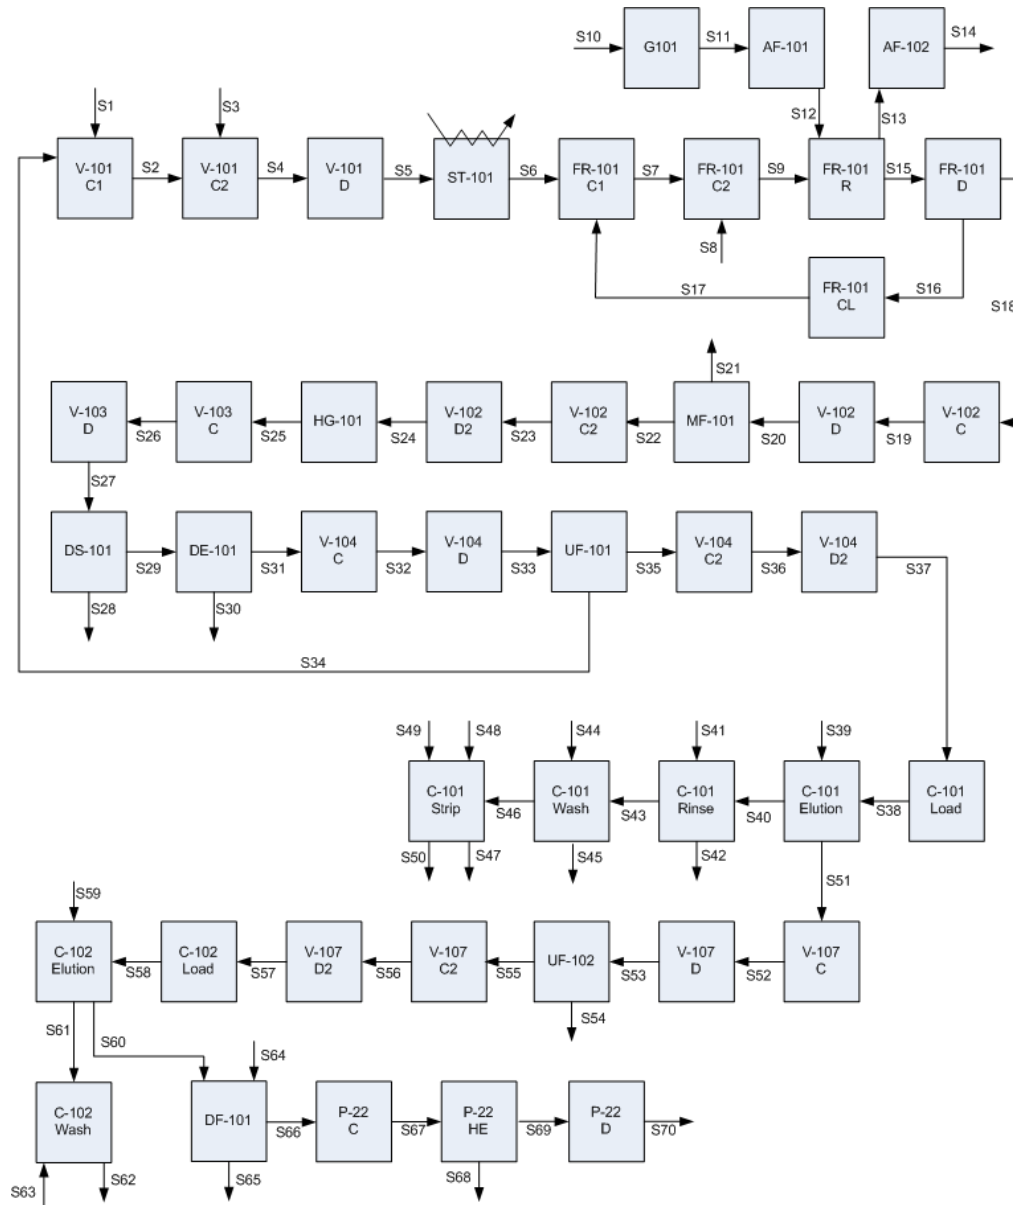 S10
G101
S11
AF-101
AF-102
S14
S1
S3
S12
S13
V-101
C1
S2
V-101
C2
S4
V-101
D
S5
ST-101
S6
FR-101
C1
S7
FR-101
C2
S9
FR-101
R
S15
FR-101
D
S8
S17
FR-101
CL
S16
S18
S21
V-103
D
S26
V-103
C
S25
HG-101
S24
V-102
D2
S23
V-102
C2
S22
MF-101
S20
V-102
D
S19
V-102
C
S27
DS-101
S29
DE-101
S31
V-104
C
S32
V-104
D
S33
UF-101
S35
V-104
C2
S36
V-104
D2
S37
S28
S30
S34
S49
S48
S44
S41
S39
C-101
Strip
S46
C-101
Wash
S43
C-101
Rinse
S40
C-101
Elution
S38
C-101
Load
S50
S47
S45
S42
S51
S59
C-102
Elution
S58
C-102
Load
S57
V-107
D2
S56
V-107
C2
S55
UF-102
S53
V-107
D
S52
V-107
C
S54
S61
S60
S64
C-102
Wash
DF-101
S66
P-22
C
S67
P-22
HE
S69
P-22
D
S70
S63
S62
S65
S68